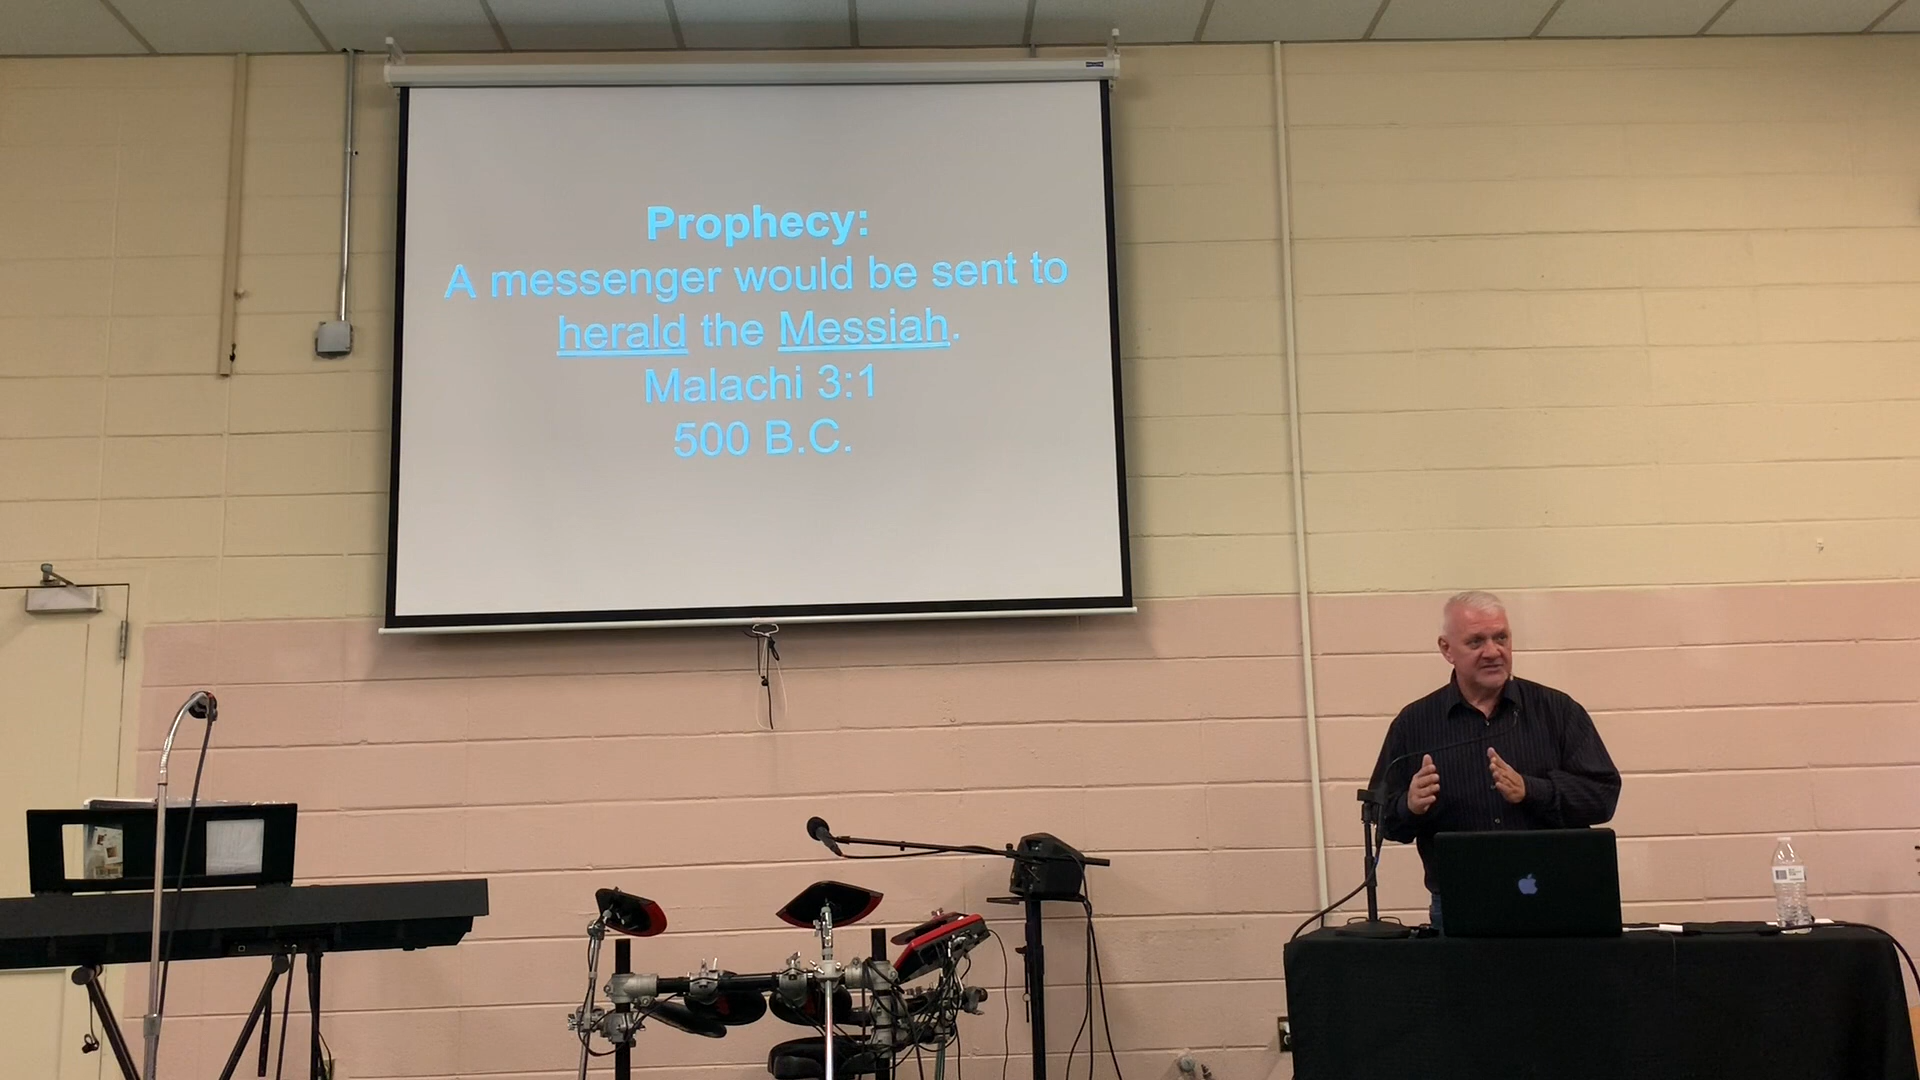 Prophecy:
A messenger would be sent to
herald the Messiah.
Malachi 3:1
500 B.C.